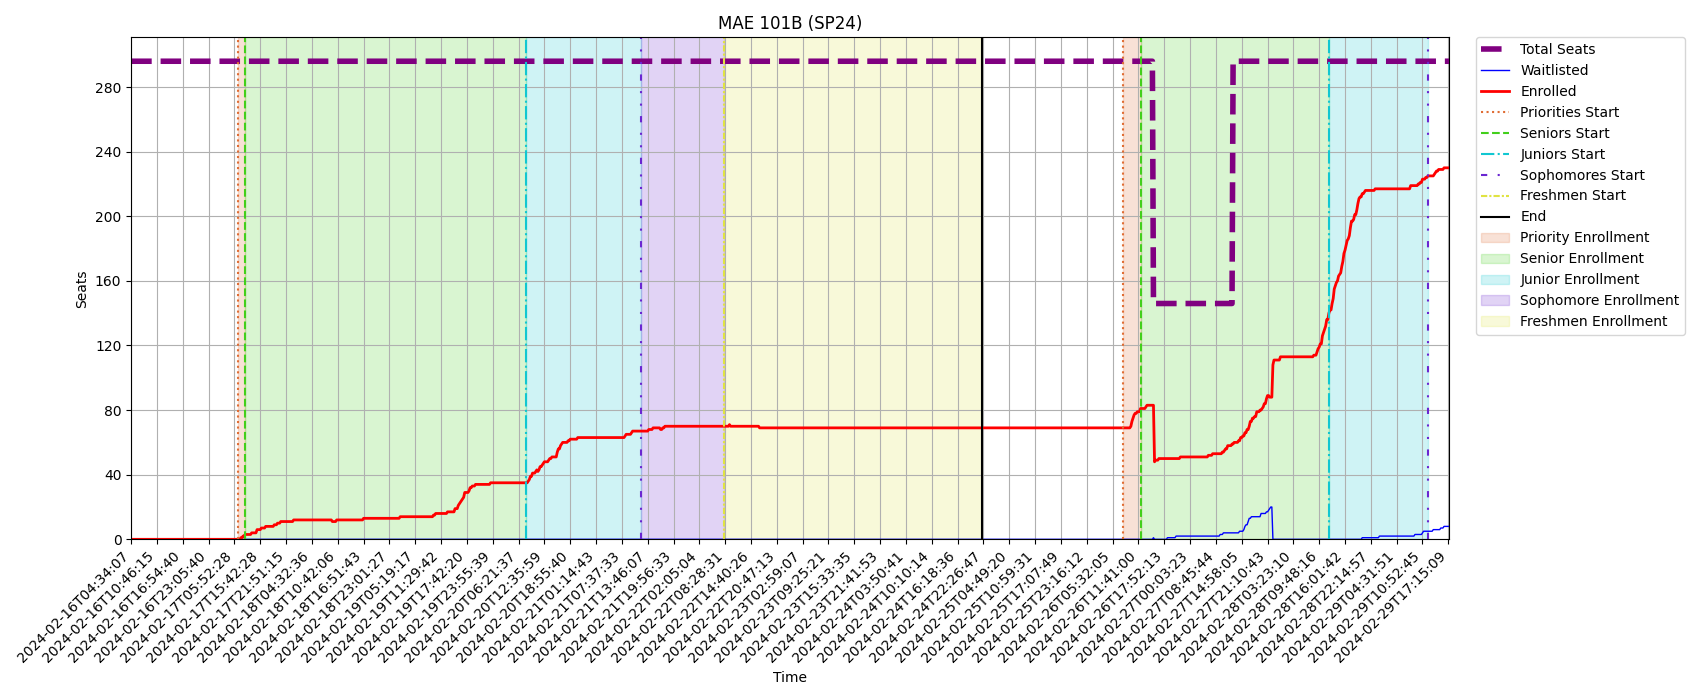 MAE 101B (SP24)
Seats
280
240
200
160
120
80
40
0
Total Seats
Waitlisted
Enrolled
Priorities Start
Seniors Start
Juniors Start
Sophomores Start
Freshmen Start
End
Priority Enrollment
Senior Enrollment
Junior Enrollment
Sophomore Enrollment
Freshmen Enrollment
2024-02-16T04:34:07
2024-02-16T10:46:15
2024-02-16T16:54:40
2024-02-16T23:05:40
2024-02-17T05:52:28
2024-02-17T15:42:28
2024-02-17T21:51:15
2024-02-18T04:32:36
2024-02-18T10:42:06
2024-02-18T16:51:43
2024-02-18T23:01:27
2024-02-19T05:19:17
2024-02-19T11:29:42
2024-02-19T17:42:20
2024-02-19T23:55:39
2024-02-20T06:21:37
2024-02-20T12:35:59
2024-02-20T18:55:40
2024-02-21T01:14:43
2024-02-21T07:37:33
2024-02-21T13:46:07
2024-02-21T19:56:33
2024-02-22T02:05:04
2024-02-22T08:28:31
2024-02-22T14:40:26
2024-02-22T20:47:13
2024-02-23T02:59:07
2024-02-23T09:25:21
2024-02-23T15:33:35
2024-02-23T21:41:53
2024-02-24T03:50:41
2024-02-24T10:10:14
2024-02-24T16:18:36
2024-02-24T22:26:47
2024-02-25T04:49:20
2024-02-25T10:59:31
2024-02-25T17:07:49
2024-02-25T23:16:12
2024-02-26T05:32:05
2024-02-26T11:41:00
2024-02-26T17:52:13
2024-02-27T00:03:23
2024-02-27T08:45:44
2024-02-27T14:58:05
2024-02-27T21:10:43
2024-02-28T03:23:10
2024-02-28T09:48:16
2024-02-28T16:01:42
2024-02-28T22:14:57
2024-02-29T04:31:51
2024-02-29T10:52:45
2024-02-29T17:15:09
Time